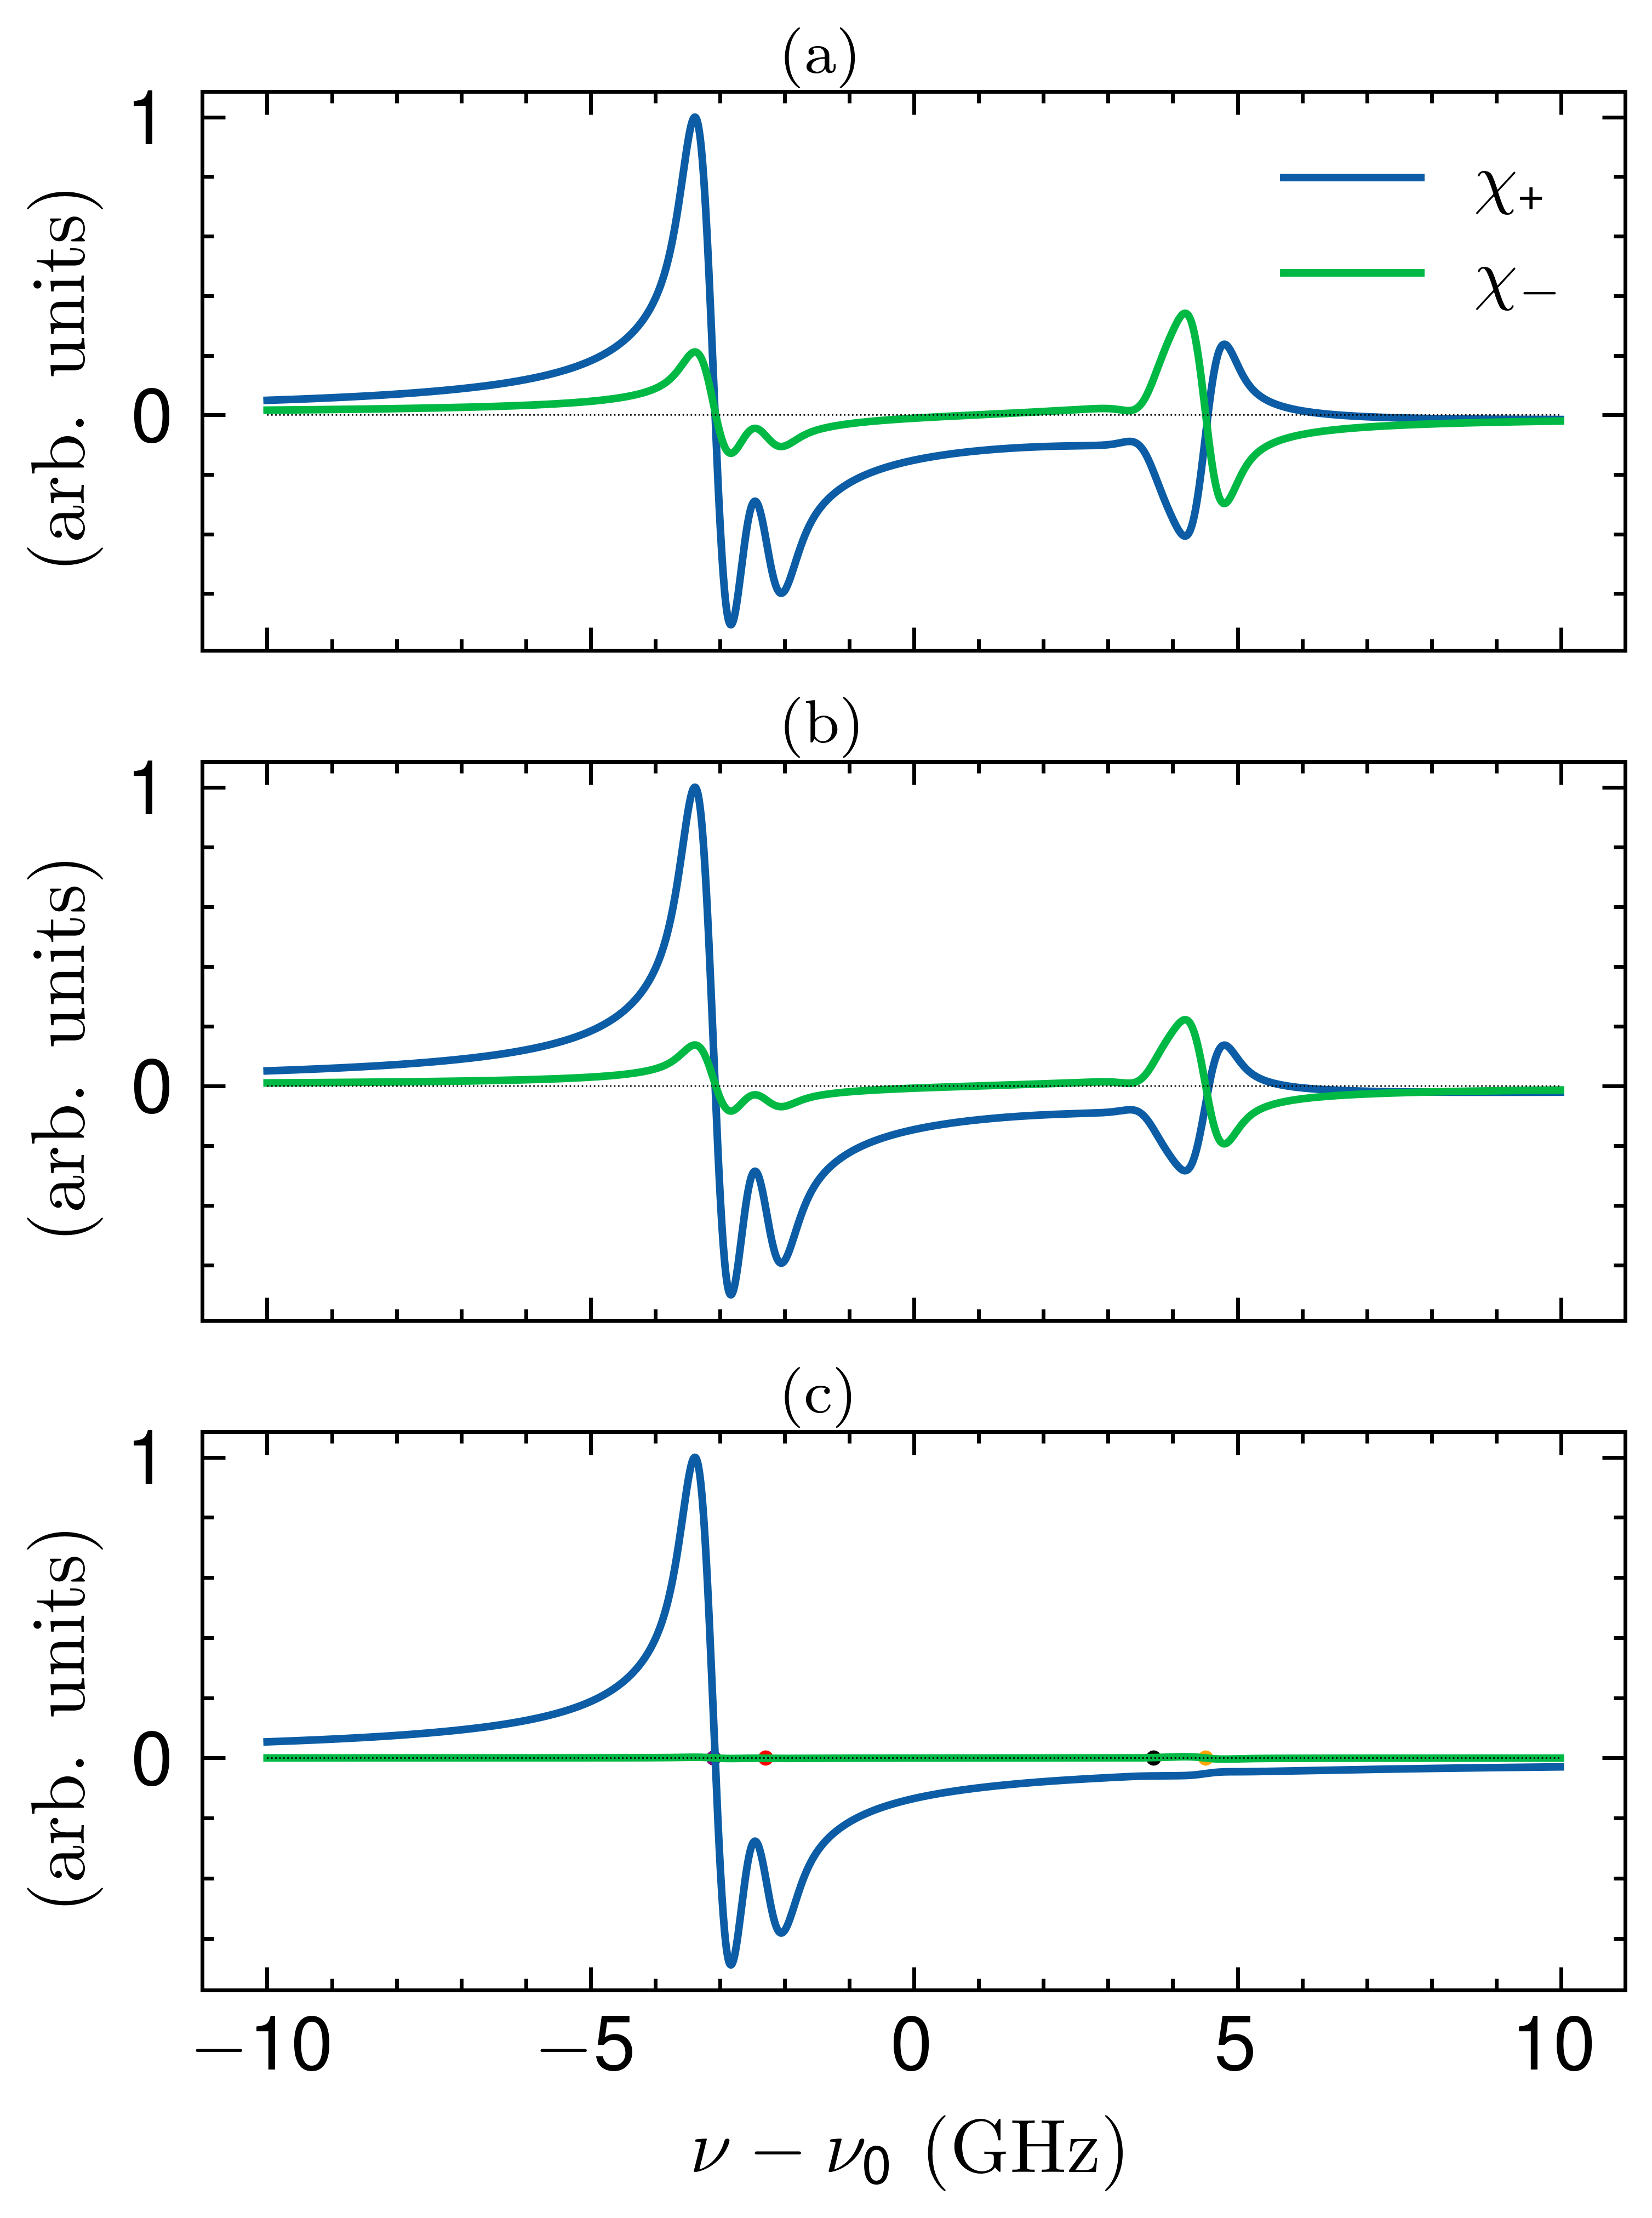 (a)
1
0
(arb. units)
χ₊
χ₋
(b)
1
0
(arb. units)
(c)
1
0
(arb. units)
−10 −5 0 5 10
ν − ν₀ (GHz)